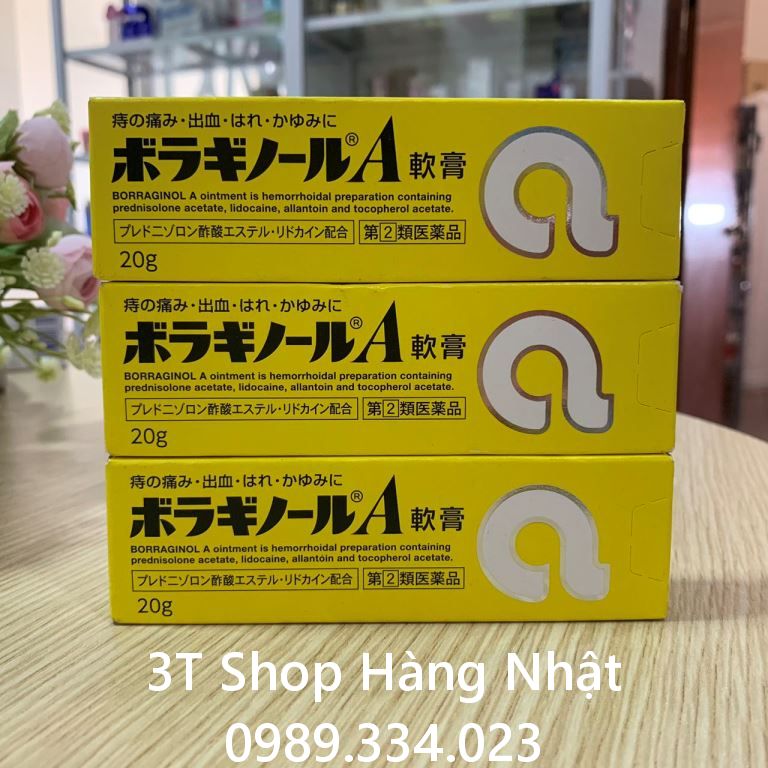 痔の痛み・出血・はれ・かゆみに
ボラギノール®A 軟膏
BORRAGINOL A ointment is hemorrhoidal preparation containing
prednisolone acetate, lidocaine, allantoin and tocopherol acetate.
プレドニゾロン酢酸エステル・リドカイン配合 第②類医薬品
20g
痔の痛み・出血・はれ・かゆみに
ボラギノール®A 軟膏
BORRAGINOL A ointment is hemorrhoidal preparation containing
prednisolone acetate, lidocaine, allantoin and tocopherol acetate.
プレドニゾロン酢酸エステル・リドカイン配合 第②類医薬品
20g
痔の痛み・出血・はれ・かゆみに
ボラギノール®A 軟膏
BORRAGINOL A ointment is hemorrhoidal preparation containing
prednisolone acetate, lidocaine, allantoin and tocopherol acetate.
プレドニゾロン酢酸エステル・リドカイン配合 第②類医薬品
20g
3T Shop Hàng Nhật
0989.334.023